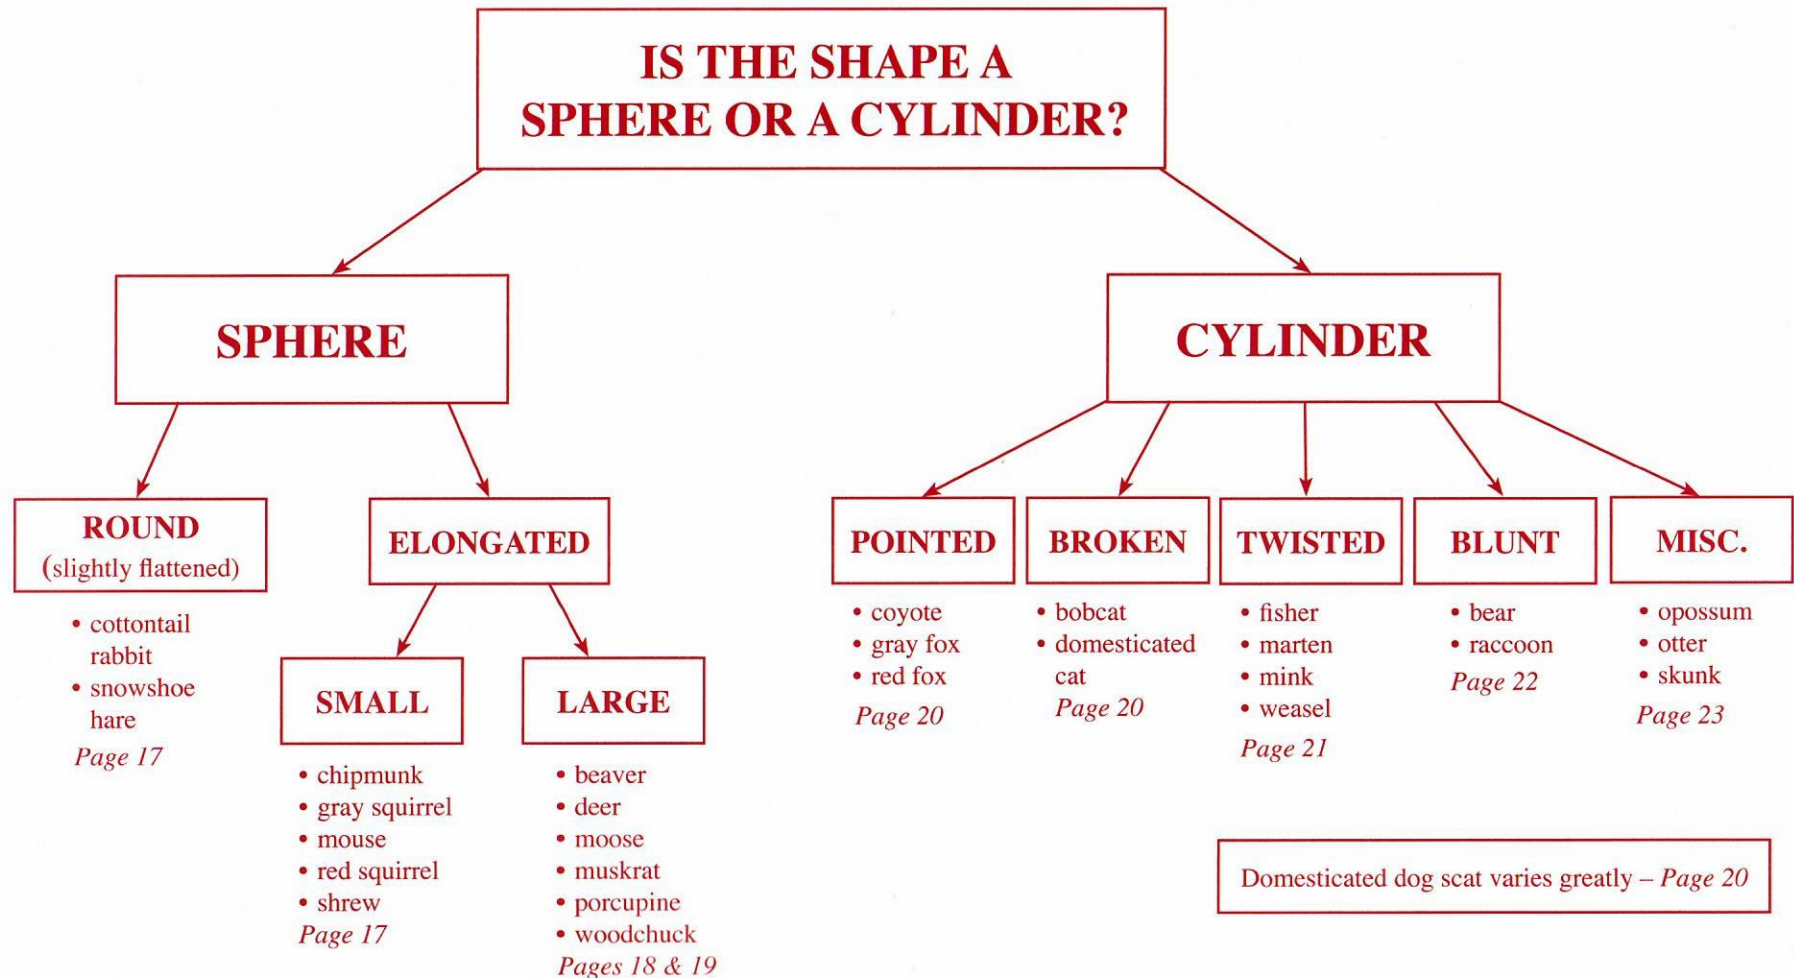 IS THE SHAPE A
SPHERE OR A CYLINDER?
SPHERE
CYLINDER
ROUND
(slightly flattened)
• cottontail
rabbit
• snowshoe
hare
Page 17
ELONGATED
SMALL
• chipmunk
• gray squirrel
• mouse
• red squirrel
• shrew
Page 17
LARGE
• beaver
• deer
• moose
• muskrat
• porcupine
• woodchuck
Pages 18 & 19
POINTED
• coyote
• gray fox
• red fox
Page 20
BROKEN
• bobcat
• domesticated
cat
Page 20
TWISTED
• fisher
• marten
• mink
• weasel
Page 21
BLUNT
• bear
• raccoon
Page 22
MISC.
• opossum
• otter
• skunk
Page 23
Domesticated dog scat varies greatly – Page 20